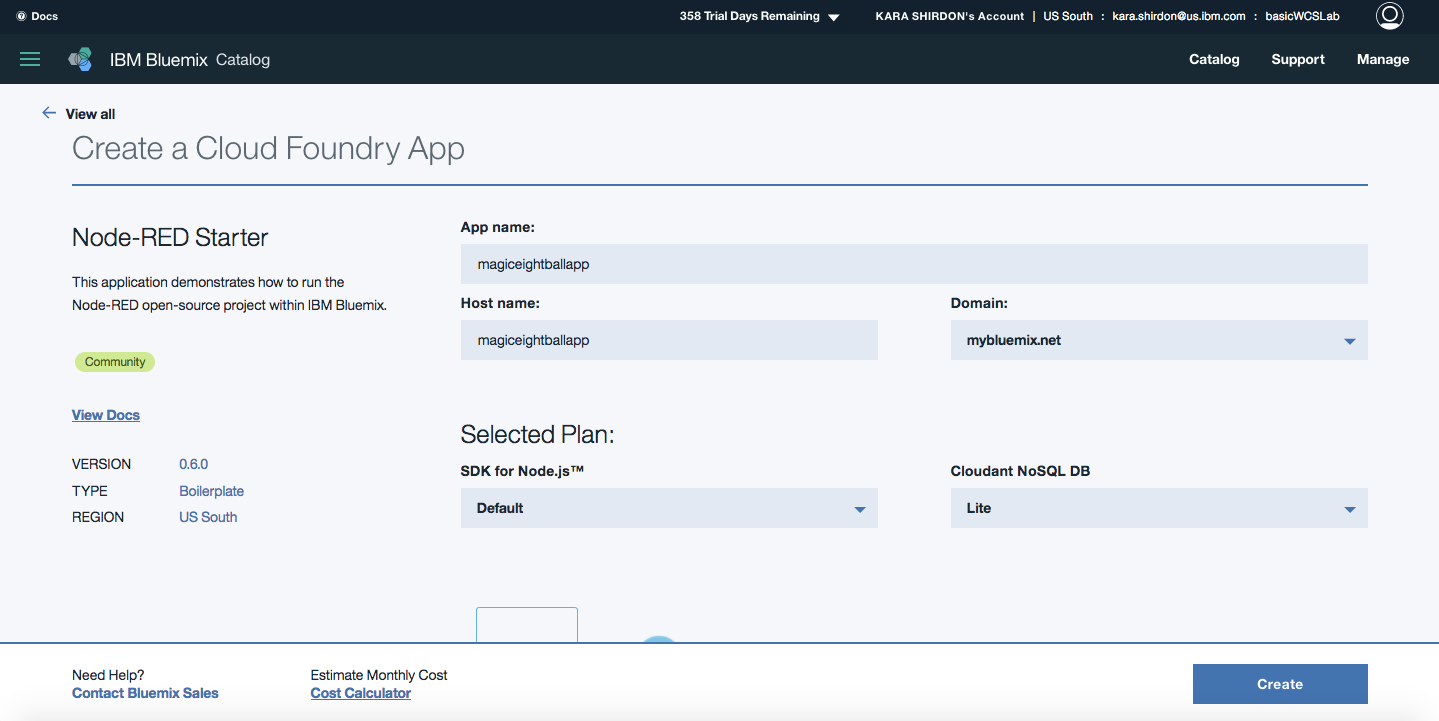 Docs
358 Trial Days Remaining
KARA SHIRDON's Account | US South : kara.shirdon@us.ibm.com : basicWCSLab
IBM Bluemix Catalog
Catalog Support Manage
View all
Create a Cloud Foundry App
Node-RED Starter
This application demonstrates how to run the
Node-RED open-source project within IBM Bluemix.
Community
View Docs
VERSION 0.6.0
TYPE Boilerplate
REGION US South
App name:
magiceightballapp
Host name:
magiceightballapp
Domain:
mybluemix.net
Selected Plan:
SDK for Node.js™
Default
Cloudant NoSQL DB
Lite
Need Help?
Contact Bluemix Sales
Estimate Monthly Cost
Cost Calculator
Create